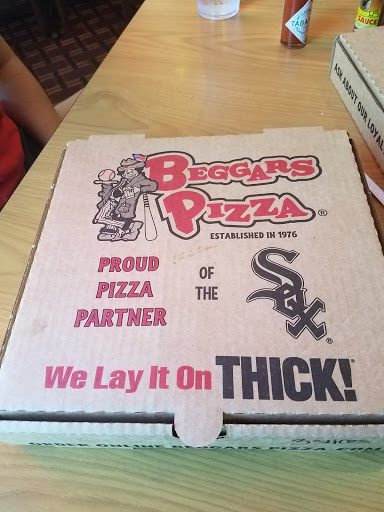 BEGGARS
PIZZA®
ESTABLISHED IN 1976
PROUD
PIZZA
PARTNER
OF
THE
Sox®
We Lay It On THICK!®
ASK ABOUT OUR LOYAL
TABA
SAUCE